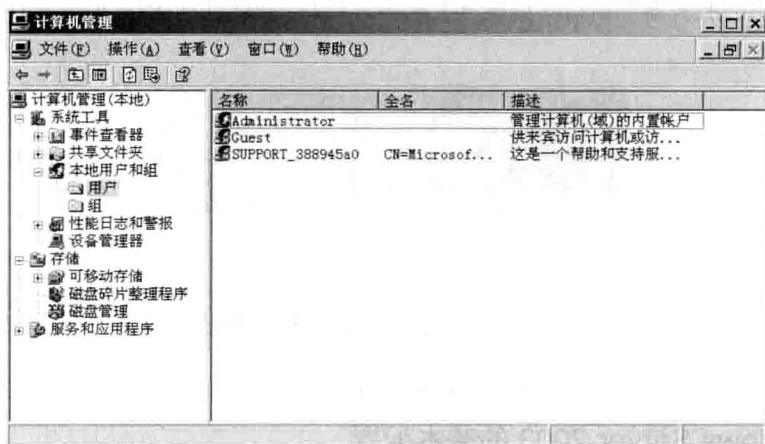 计算机管理
文件(F) 操作(A) 查看(V) 窗口(W) 帮助(H)
计算机管理(本地)
系统工具
事件查看器
共享文件夹
本地用户和组
用户
组
性能日志和警报
设备管理器
存储
可移动存储
磁盘碎片整理程序
磁盘管理
服务和应用程序
名称 全名 描述
Administrator 管理计算机(域)的内置帐户
Guest 供来宾访问计算机或访...
SUPPORT_388945a0 CN=Microsof... 这是一个帮助和支持服...